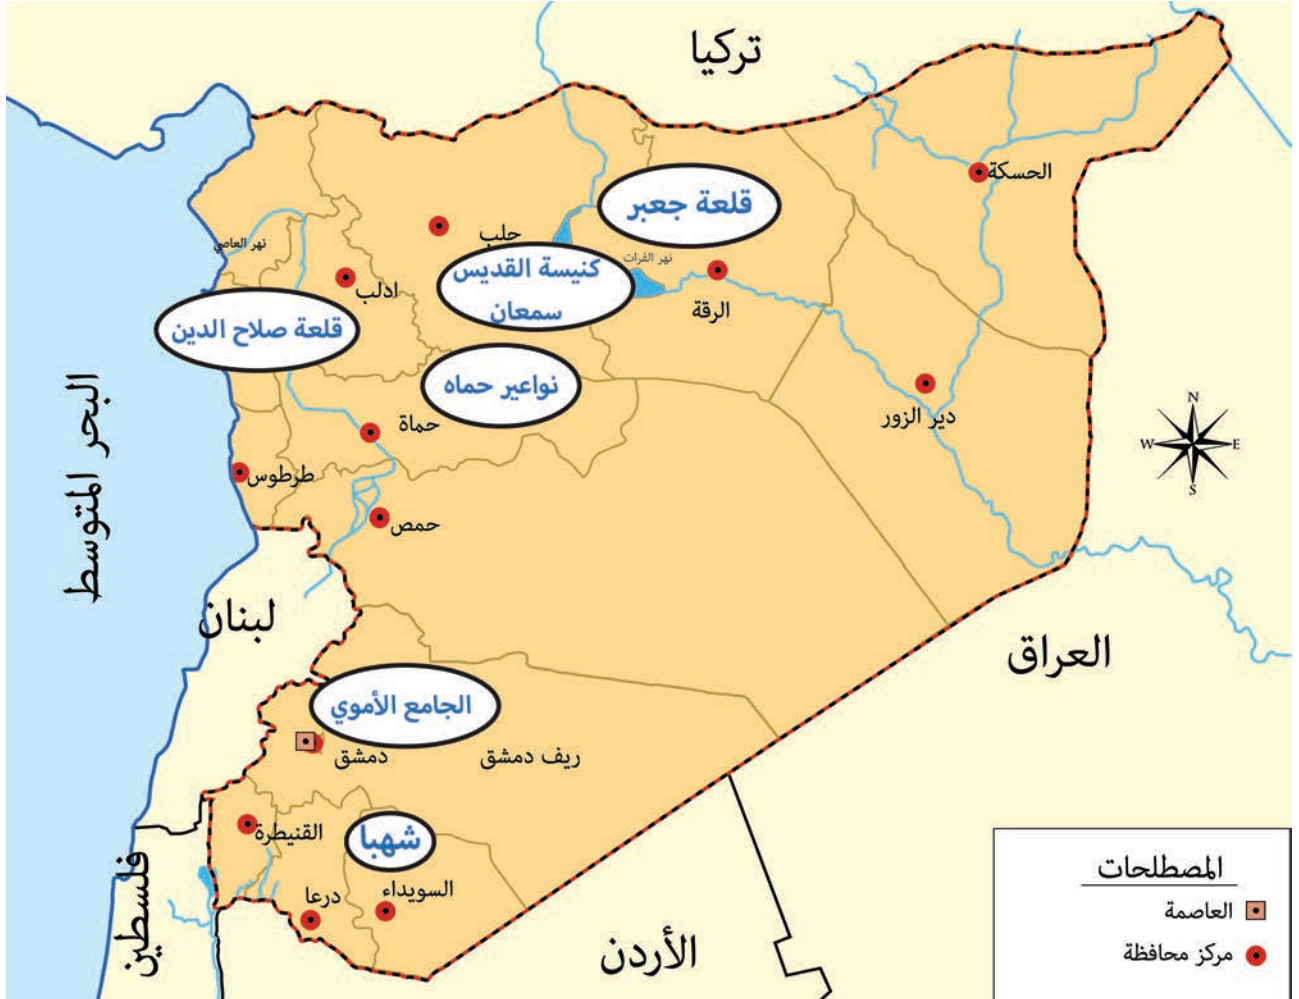 تركيا
الحسكة
قلعة جعبر
حلب
نهر العاصي
نهر الفرات
كنيسة القديس
سمعان
ادلب
الرقة
قلعة صلاح الدين
نواعير حماه
دير الزور
حماة
طرطوس
حمص
البحر المتوسط
N
W
E
S
لبنان
العراق
الجامع الأموي
دمشق
ريف دمشق
القنيطرة
شهبا
السويداء
درعا
فلسطين
الأردن
المصطلحات
العاصمة
مركز محافظة